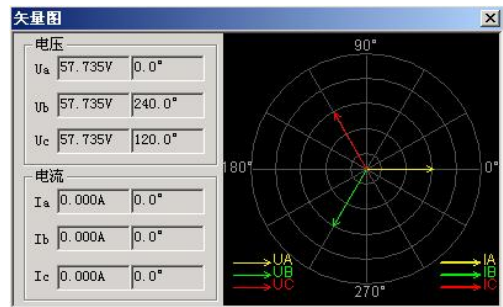 矢量图
电压
Ua 57.735V 0.0°
Ub 57.735V 240.0°
Uc 57.735V 120.0°
电流
Ia 0.000A 0.0°
Ib 0.000A 0.0°
Ic 0.000A 0.0°
90°
180°
0°
270°
UA
UB
UC
IA
IB
IC